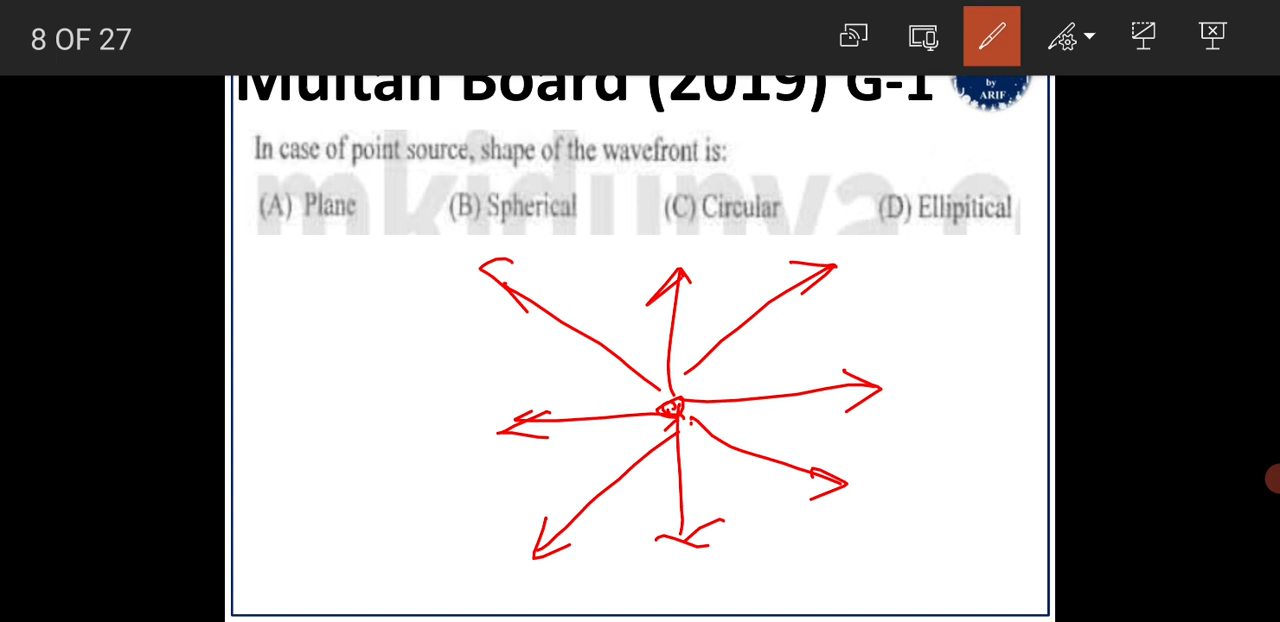 8 OF 27
Multan Board (2019) G-1
by
ARIF
In case of point source, shape of the wavefront is:
(A) Plane (B) Spherical (C) Circular (D) Ellipitical